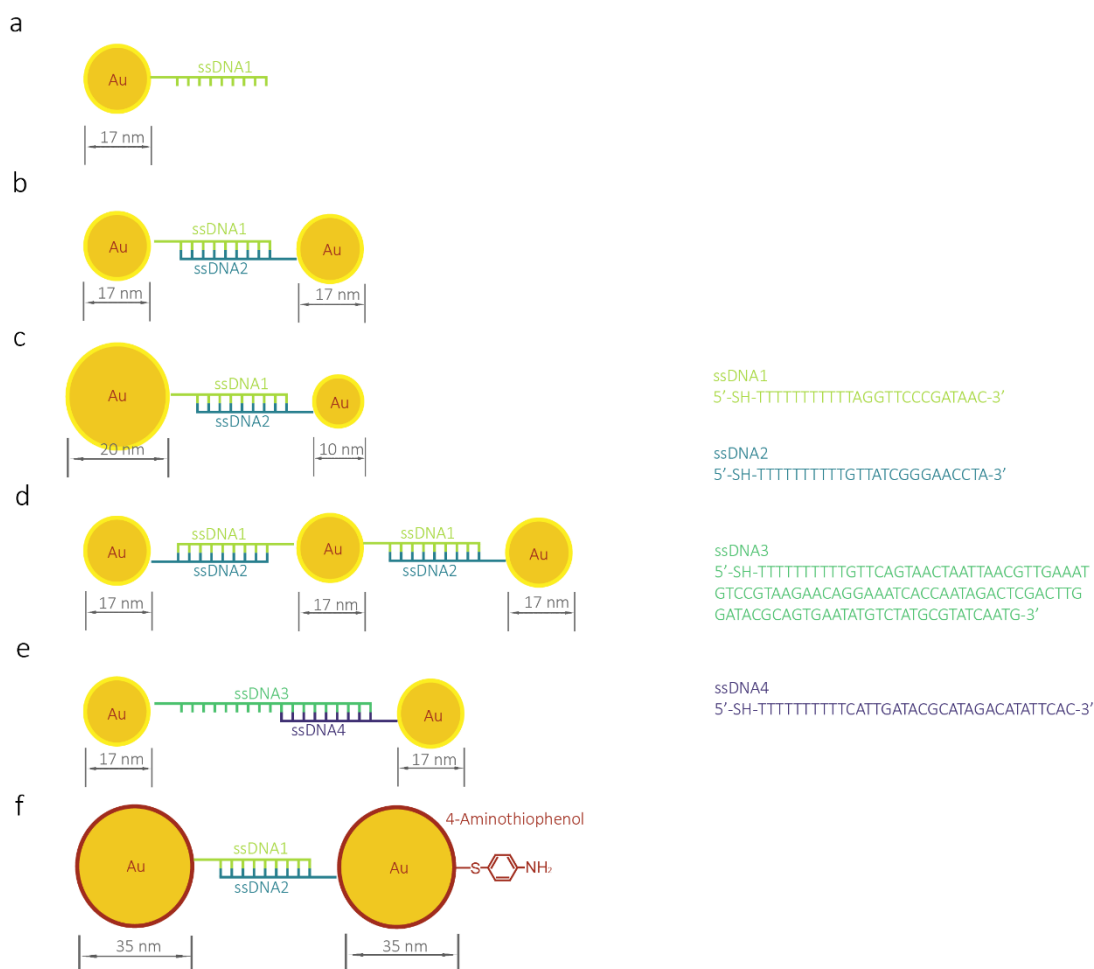 a
ssDNA1
Au
17 nm
b
ssDNA1
Au
Au
ssDNA2
17 nm
17 nm
c
ssDNA1
Au
Au
ssDNA2
20 nm
10 nm
ssDNA1
5′-SH-TTTTTTTTTTTAGGTTCCCGATAAC-3′
ssDNA2
5′-SH-TTTTTTTTTTGTTATCGGGAACCTA-3′
d
ssDNA1
ssDNA1
Au
Au
Au
ssDNA2
ssDNA2
17 nm
17 nm
17 nm
ssDNA3
5′-SH-TTTTTTTTTTGTTCAGTAACTAATTAACGTTGAAAT
GTCCGTAAGAACAGGAAATCACCAATAGACTCGACTTG
GATACGCAGTGAATATGTCTATGCGTATCAATG-3′
e
ssDNA3
Au
Au
ssDNA4
17 nm
17 nm
ssDNA4
5′-SH-TTTTTTTTTTCATTGATACGCATAGACATATTCAC-3′
f
4-Aminothiophenol
ssDNA1
Au
Au
S
NH₂
ssDNA2
35 nm
35 nm